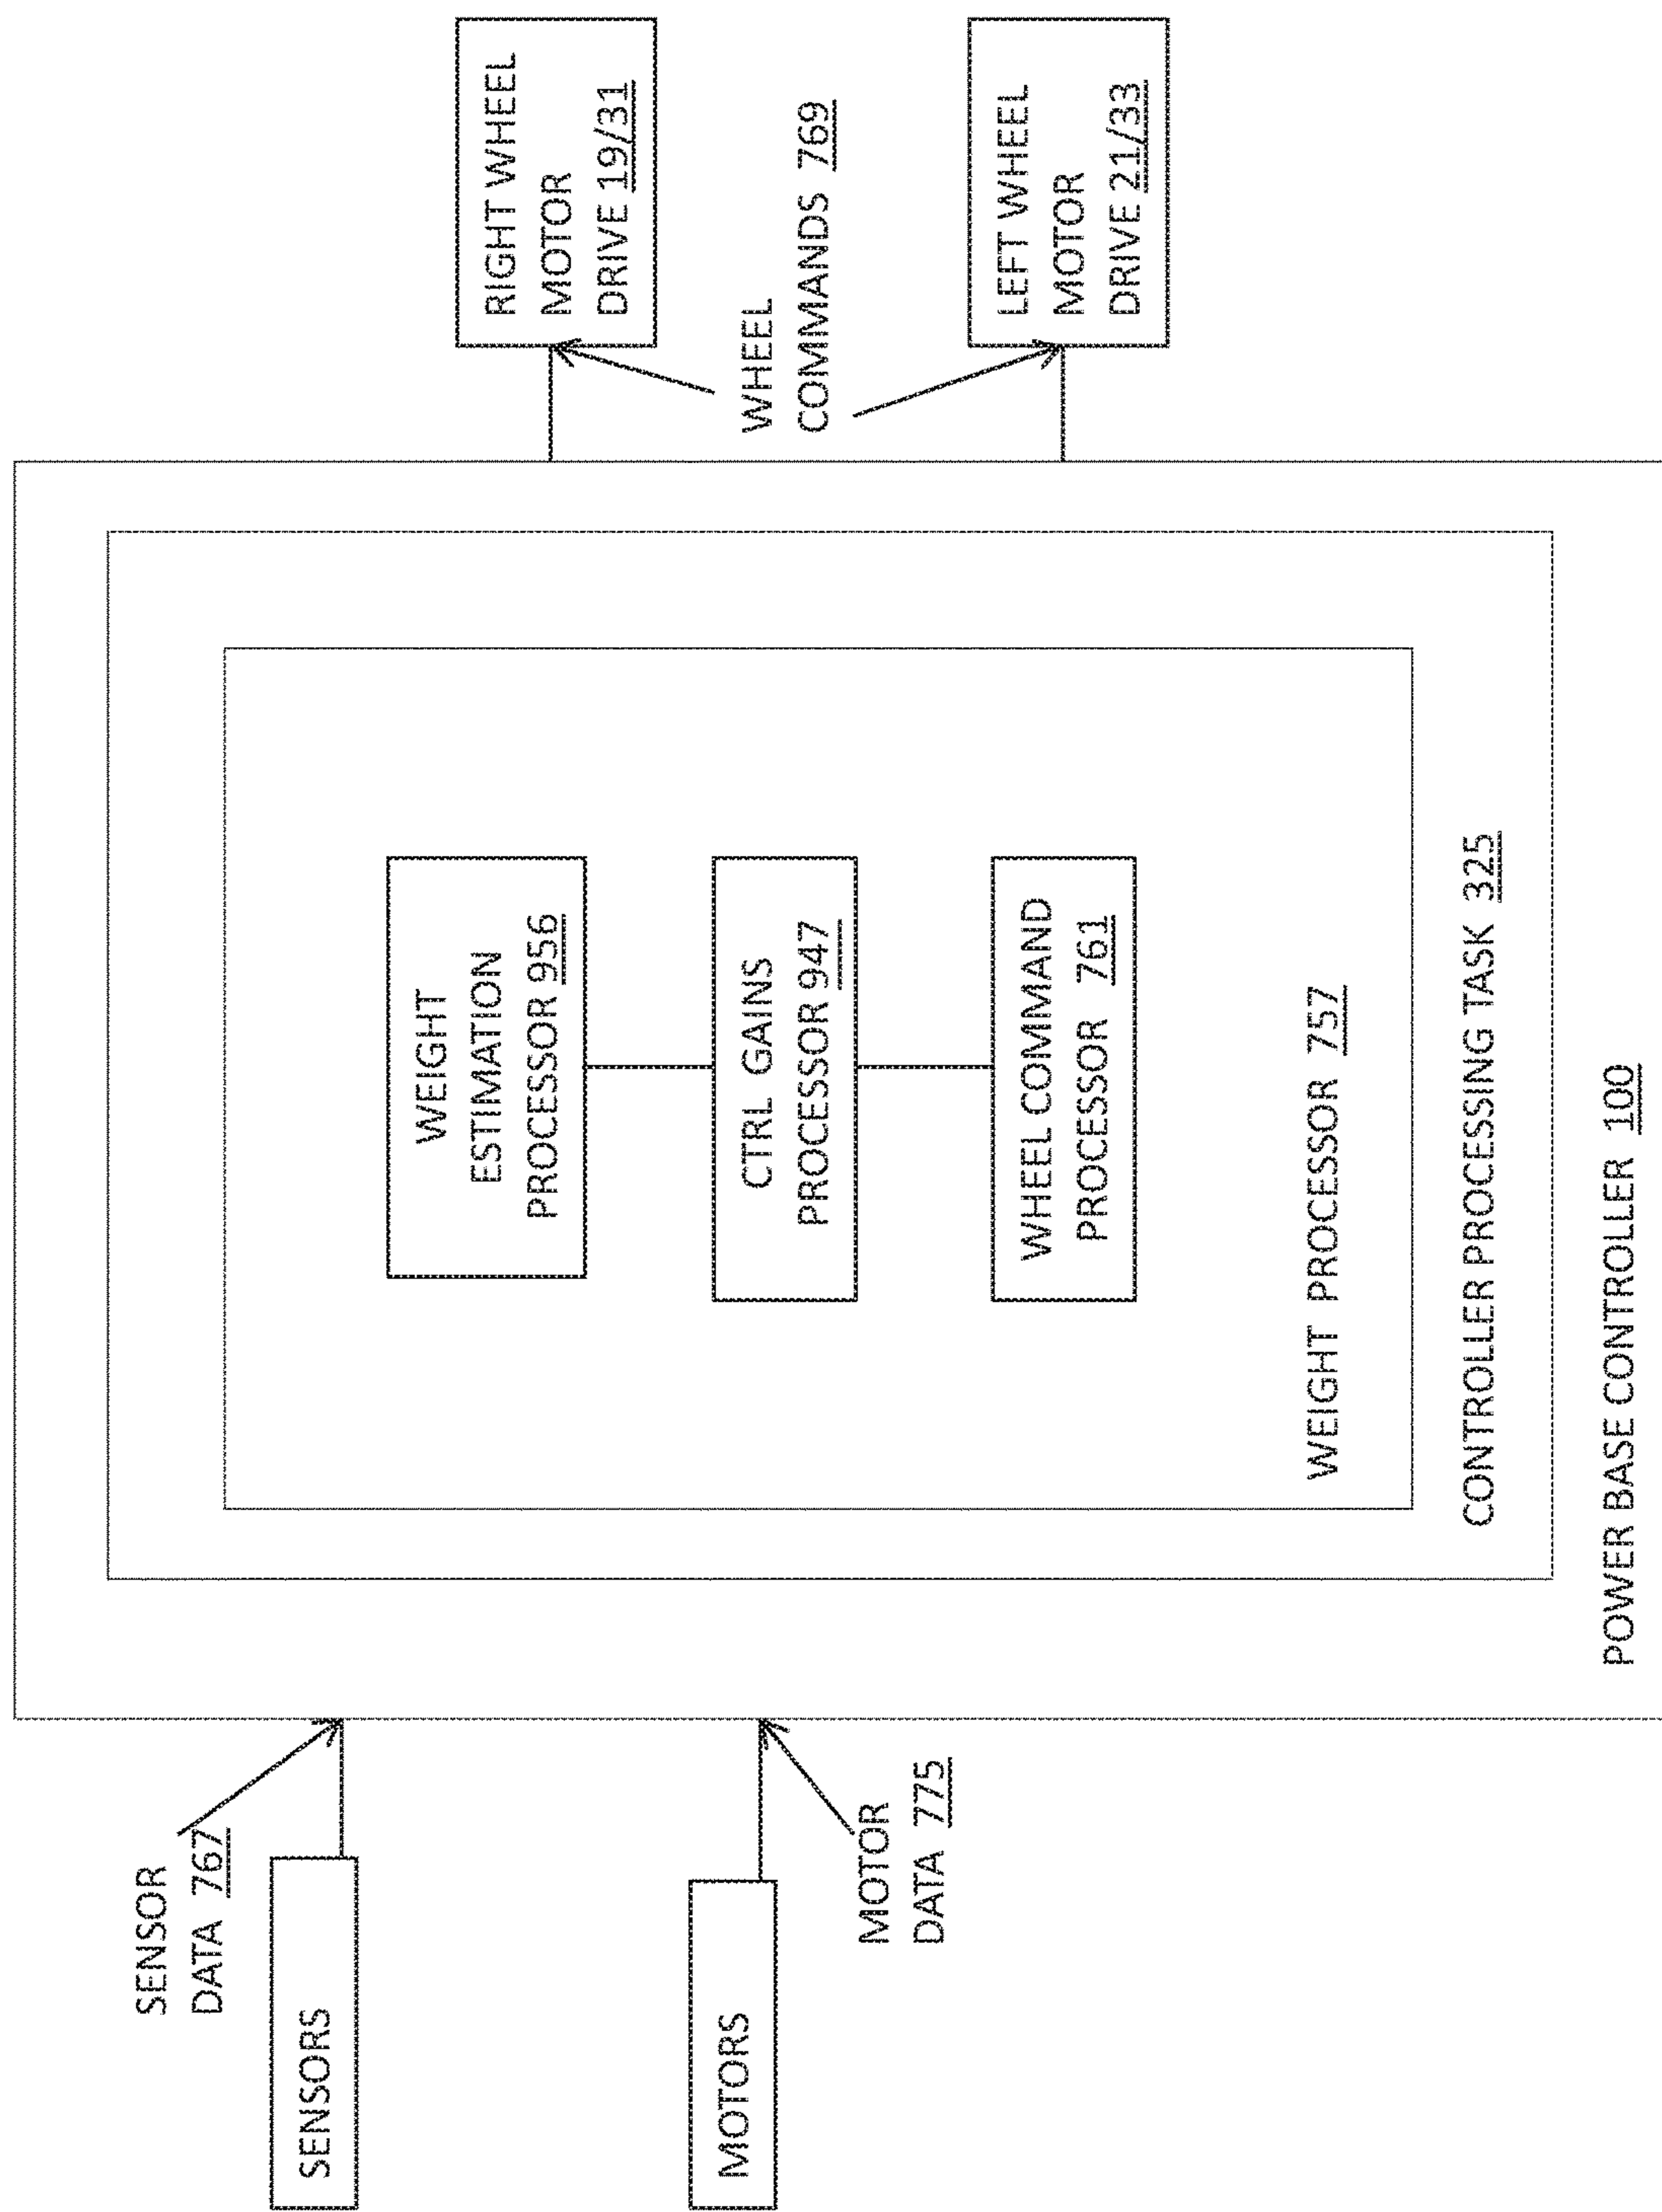 SENSOR
DATA 767
SENSORS
MOTORS
MOTOR
DATA 775
WEIGHT
ESTIMATION
PROCESSOR 956
CTRL GAINS
PROCESSOR 947
WHEEL COMMAND
PROCESSOR 761
WEIGHT PROCESSOR 757
CONTROLLER PROCESSING TASK 325
POWER BASE CONTROLLER 100
RIGHT WHEEL
MOTOR
DRIVE 19/31
WHEEL
COMMANDS 769
LEFT WHEEL
MOTOR
DRIVE 21/33